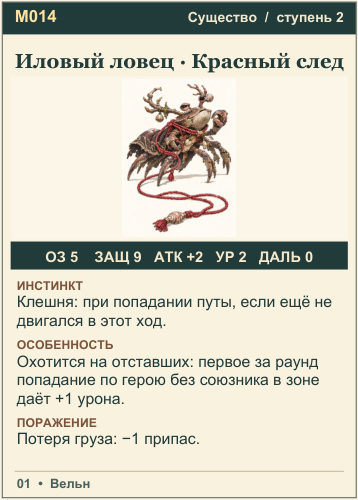 M014
Существо / ступень 2
Иловый ловец · Красный след
ОЗ 5 ЗАЩ 9 АТК +2 УР 2 ДАЛЬ 0
ИНСТИНКТ
Клешня: при попадании путы, если ещё не
двигался в этот ход.
ОСОБЕННОСТЬ
Охотится на отставших: первое за раунд
попадание по герою без союзника в зоне
даёт +1 урона.
ПОРАЖЕНИЕ
Потеря груза: −1 припас.
01 • Вельн